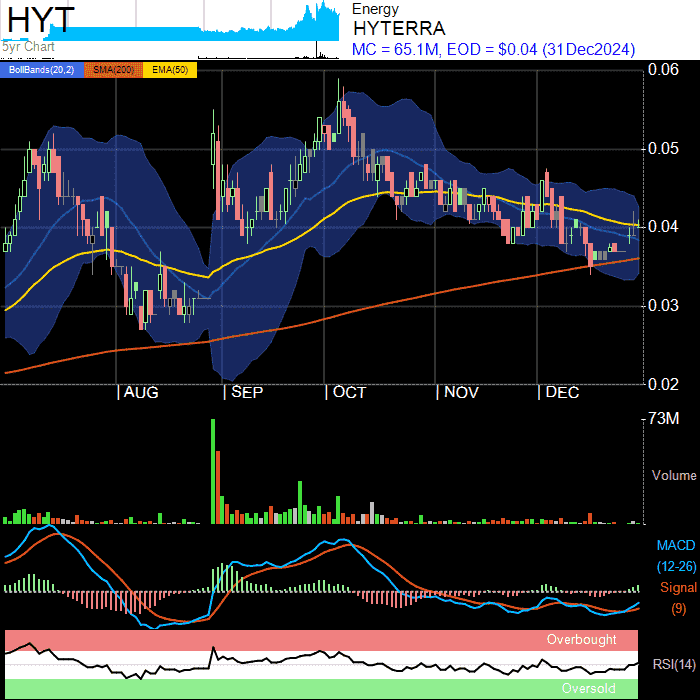 HYT
5yr Chart
Energy
HYTERRA
MC = 65.1M, EOD = $0.04 (31Dec2024)
BollBands(20,2) SMA(200) EMA(50)
0.06
0.05
0.04
0.03
0.02
AUG SEP OCT NOV DEC
73M
Volume
MACD
(12-26)
Signal
(9)
Overbought
RSI(14)
Oversold